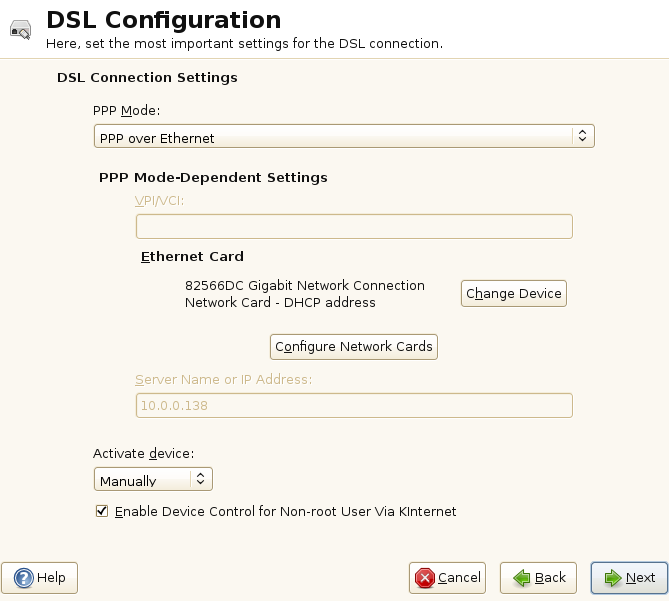 DSL Configuration
Here, set the most important settings for the DSL connection.
DSL Connection Settings
PPP Mode:
PPP over Ethernet
PPP Mode-Dependent Settings
VPI/VCI:
Ethernet Card
82566DC Gigabit Network Connection
Network Card - DHCP address
Change Device
Configure Network Cards
Server Name or IP Address:
10.0.0.138
Activate device:
Manually
Enable Device Control for Non-root User Via KInternet
Help
Cancel
Back
Next